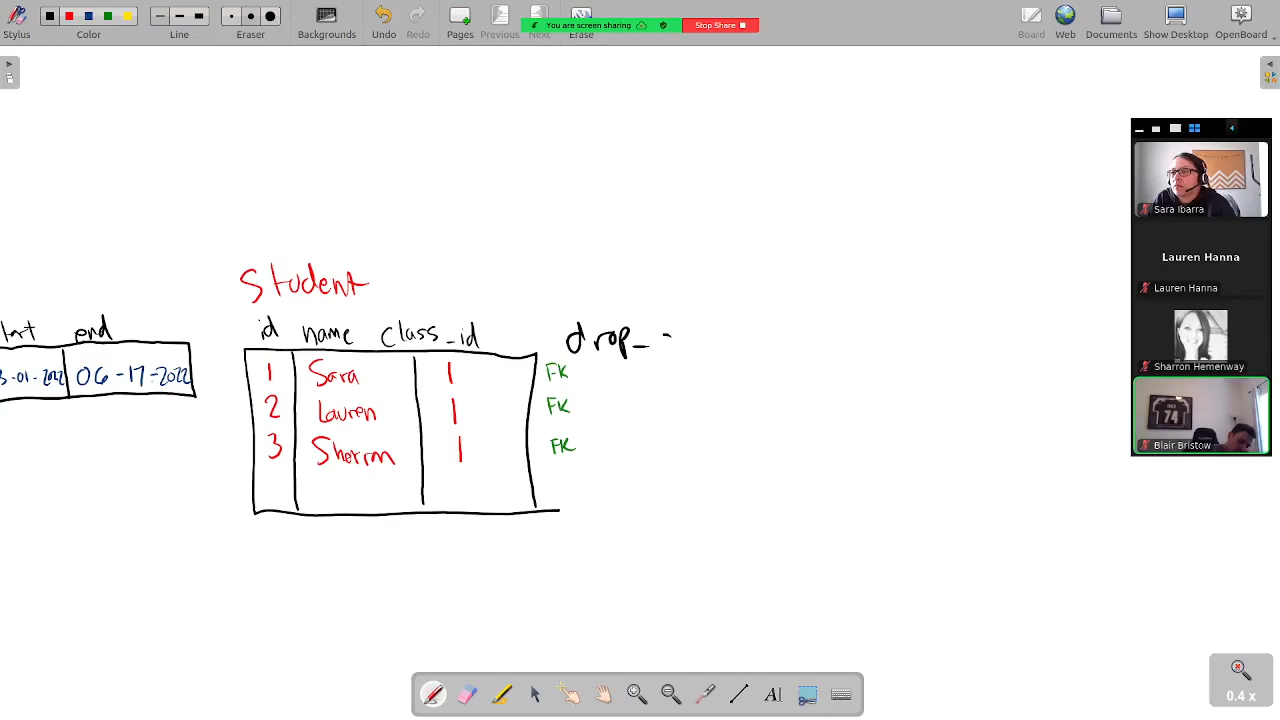 Stylus Color Line Eraser Backgrounds Undo Redo Pages Previous Next Erase Board Web Documents Show Desktop OpenBoard
You are screen sharing Stop Share
Sara Ibarra
Lauren Hanna
Lauren Hanna
Sharron Hemenway
Blair Bristow
74
Student
end
id name class_id drop_
06-17-2022
1 Sara 1 FK
2 Lauren 1 FK
3 Sharron 1 FK
0.4 x